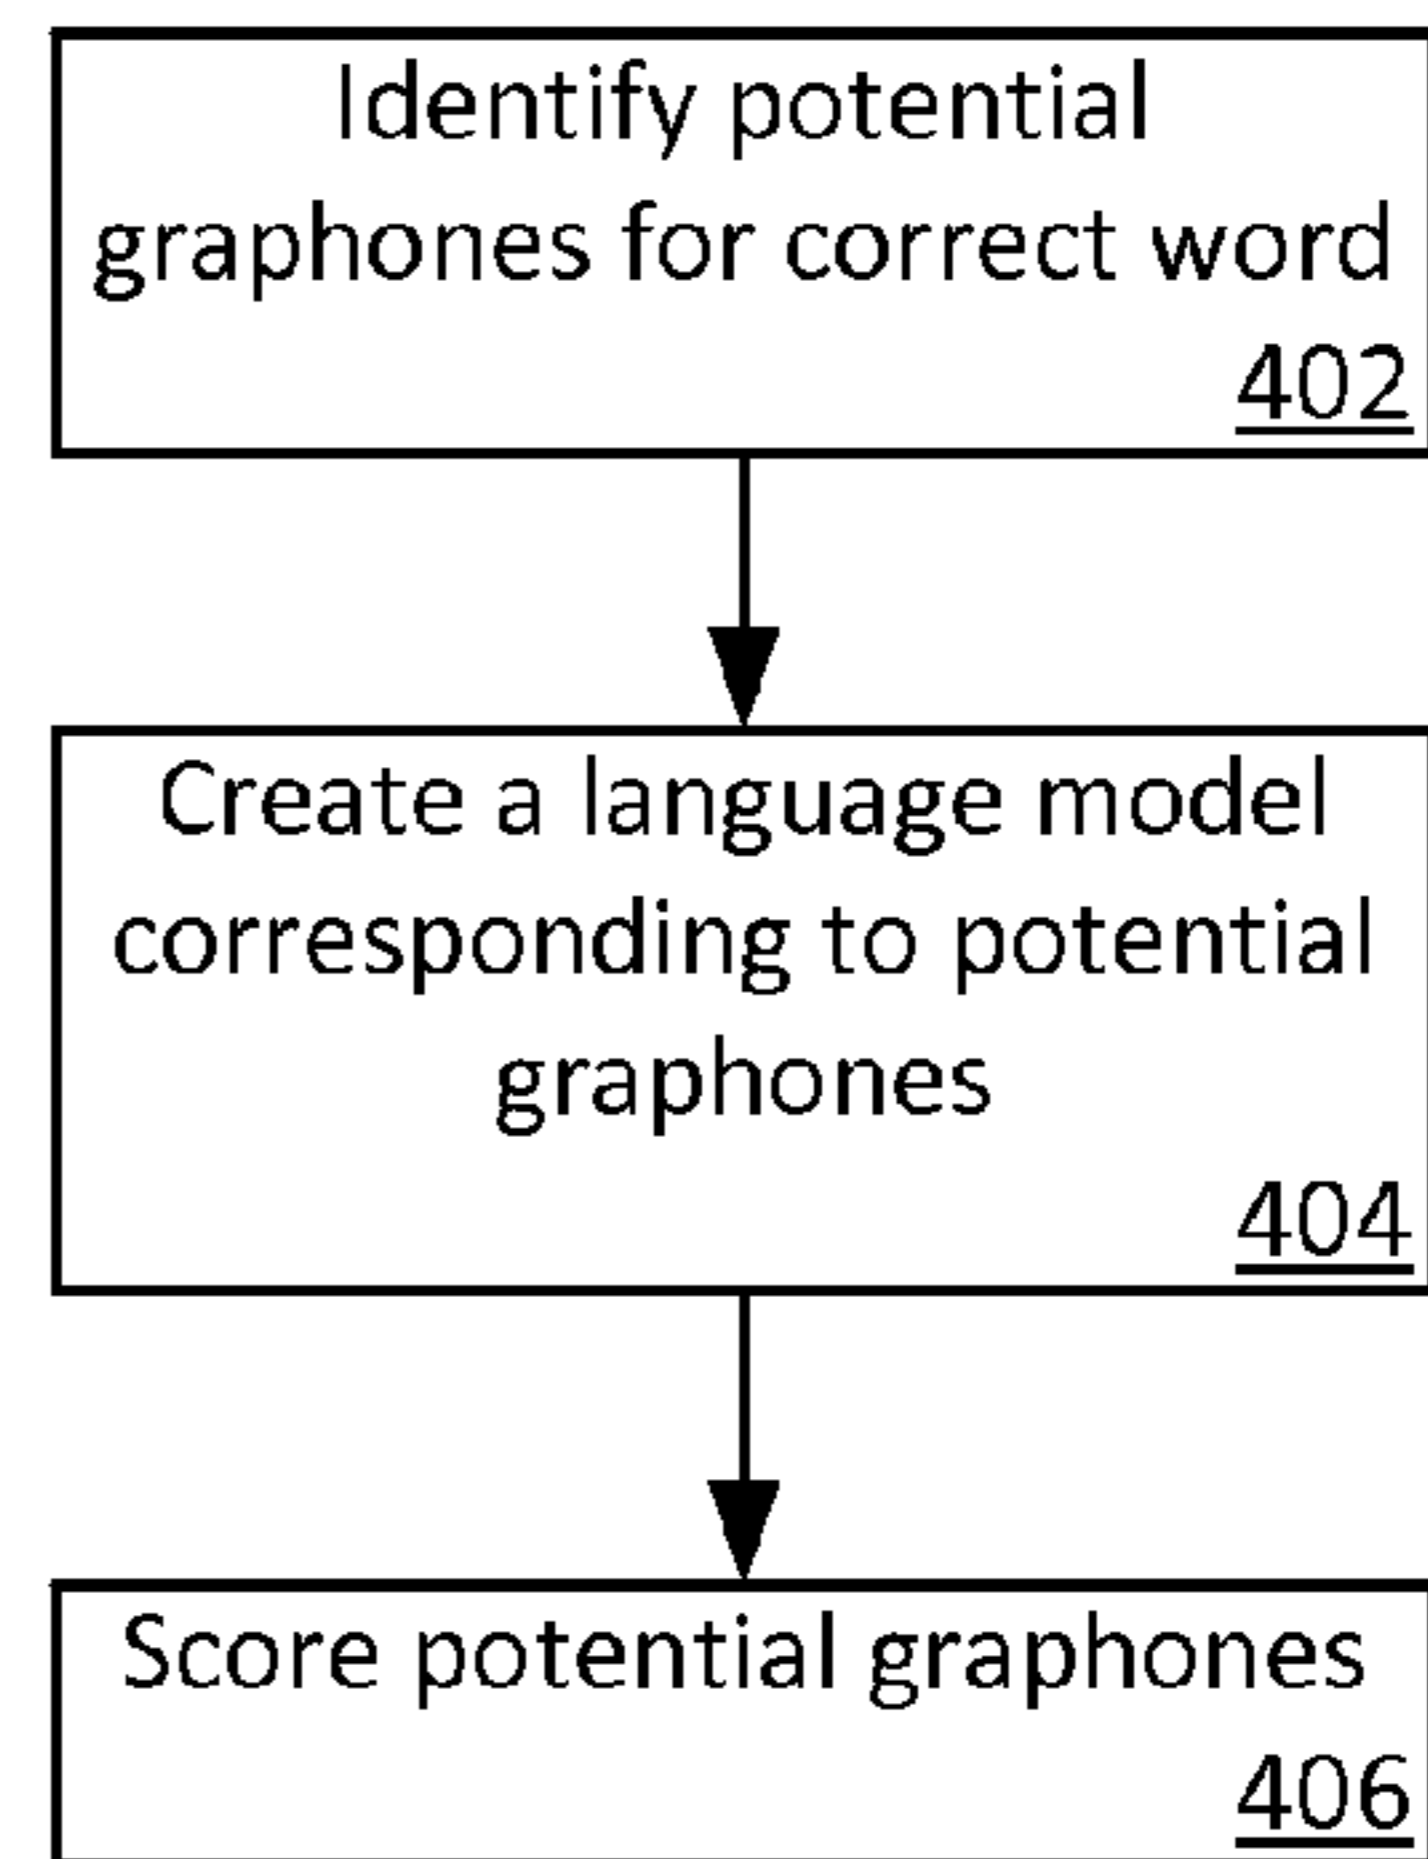 Identify potential
graphones for correct word
402
Create a language model
corresponding to potential
graphones
404
Score potential graphones
406